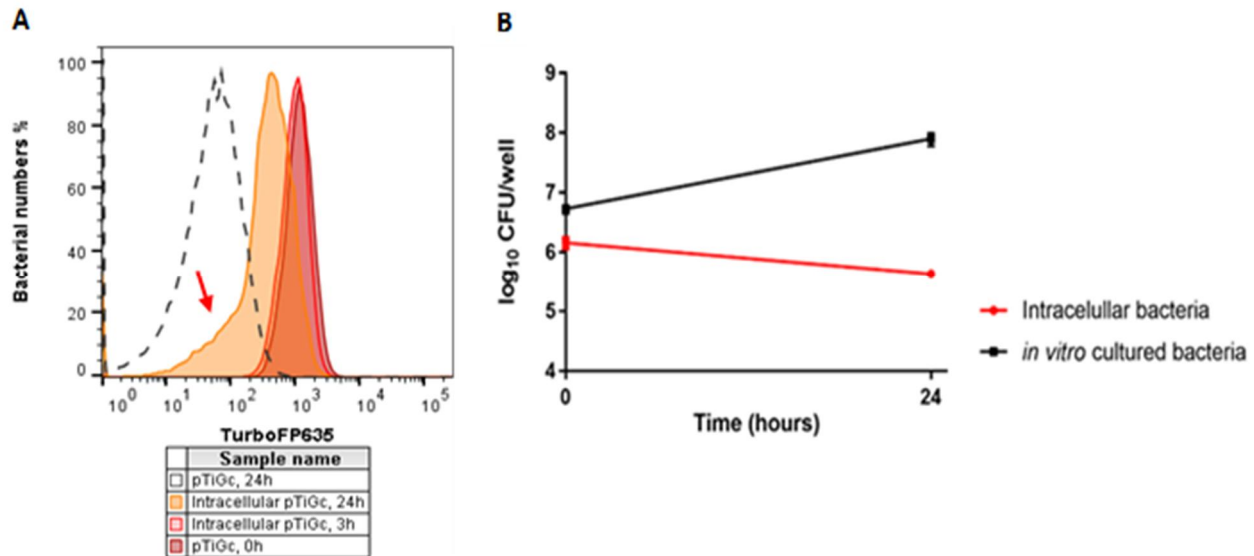 A
Bacterial numbers %
100
80
60
40
20
0
10^0 10^1 10^2 10^3 10^4 10^5
TurboFP635
Sample name
pTiGc, 24h
Intracellular pTiGc, 24h
Intracellular pTiGc, 3h
pTiGc, 0h
B
log10 CFU/well
9
8
7
6
5
4
0 24
Time (hours)
Intracelullar bacteria
in vitro cultured bacteria